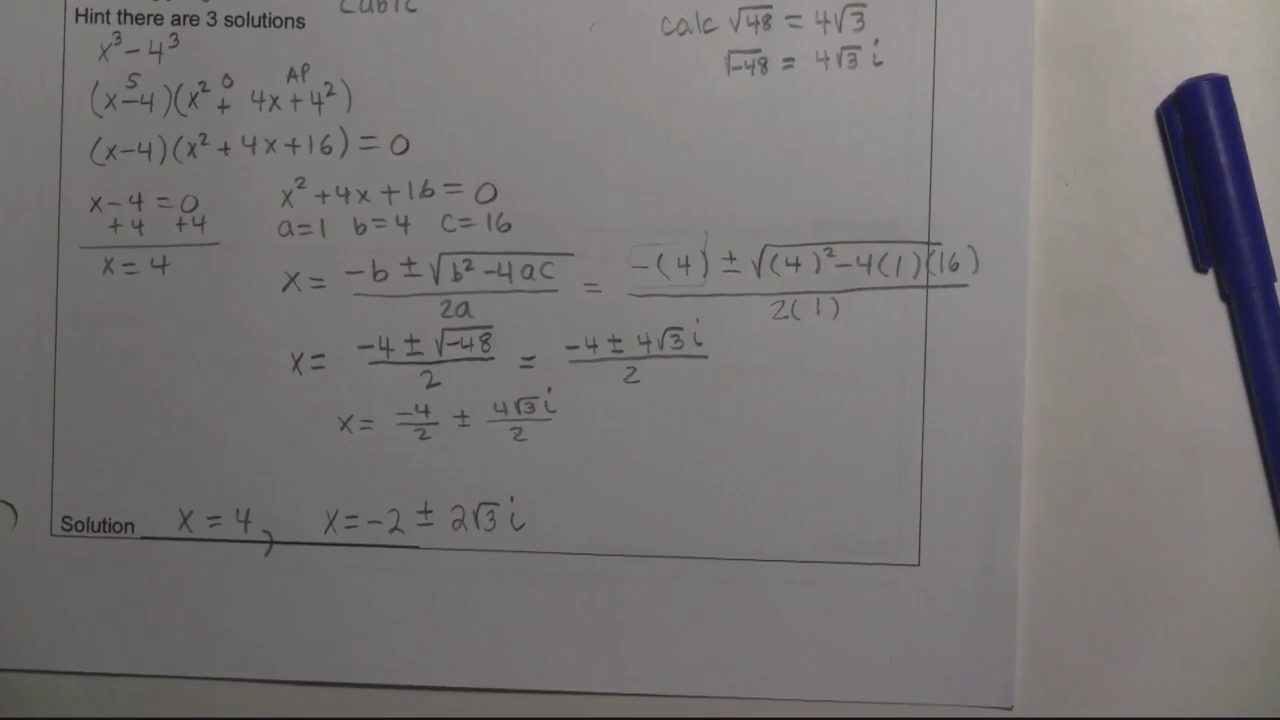 Cubic
Hint there are 3 solutions
x³ – 4³
S O AP
(x–4)(x² + 4x+4²)
(x–4)(x² + 4x+16) = 0
x–4 = 0
+4 +4
x = 4
x² +4x +16 = 0
a=1 b=4 c=16
x = (-b ± √(b² –4ac))/(2a) = (-(4) ± √((4)²–4(1)(16)))/(2(1))
x = (-4 ± √-48)/2 = (-4 ± 4√3 i)/2
x = -4/2 ± 4√3 i/2
Solution x = 4, x = -2 ± 2√3 i
calc √48 = 4√3
√-48 = 4√3 i